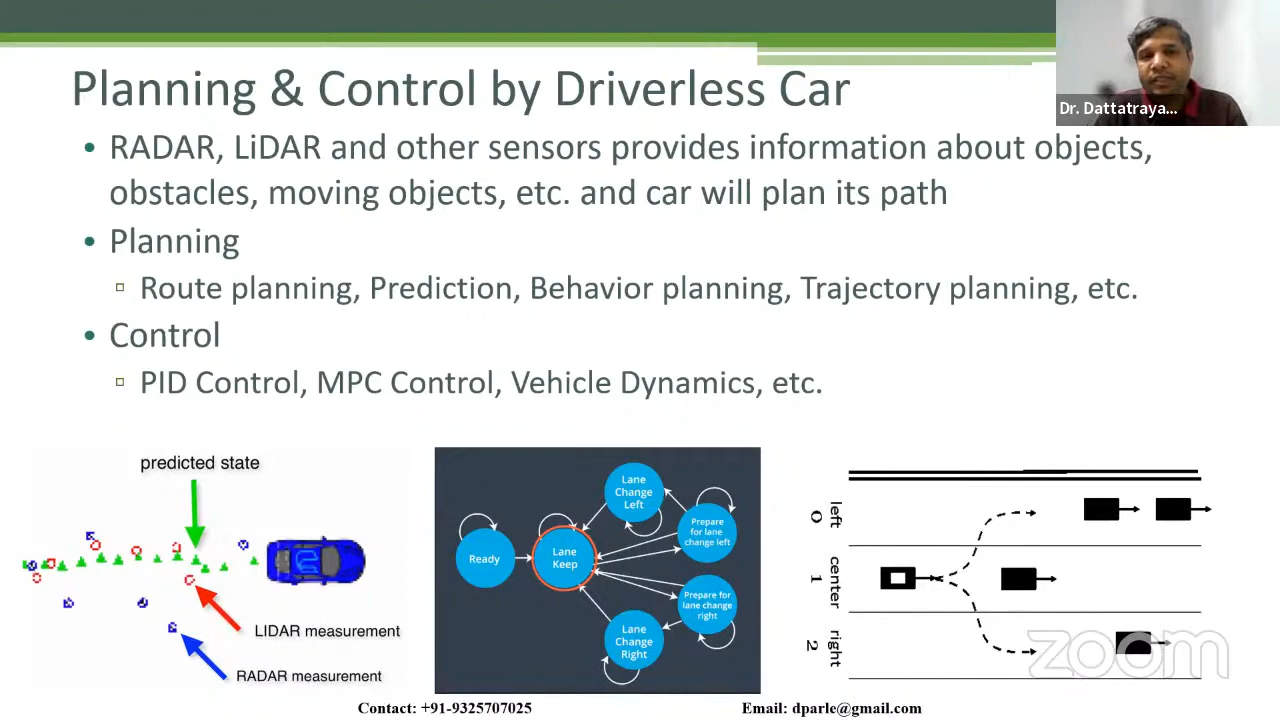 Planning & Control by Driverless Car
Dr. Dattatraya...
• RADAR, LiDAR and other sensors provides information about objects,
obstacles, moving objects, etc. and car will plan its path
• Planning
▫ Route planning, Prediction, Behavior planning, Trajectory planning, etc.
• Control
▫ PID Control, MPC Control, Vehicle Dynamics, etc.
predicted state
LIDAR measurement
RADAR measurement
Ready
Lane
Keep
Lane
Change
Left
Prepare
for lane
change left
Prepare for
lane change
right
Lane
Change
Right
left
0
center
1
right
2
zoom
Contact: +91-9325707025
Email: dparle@gmail.com